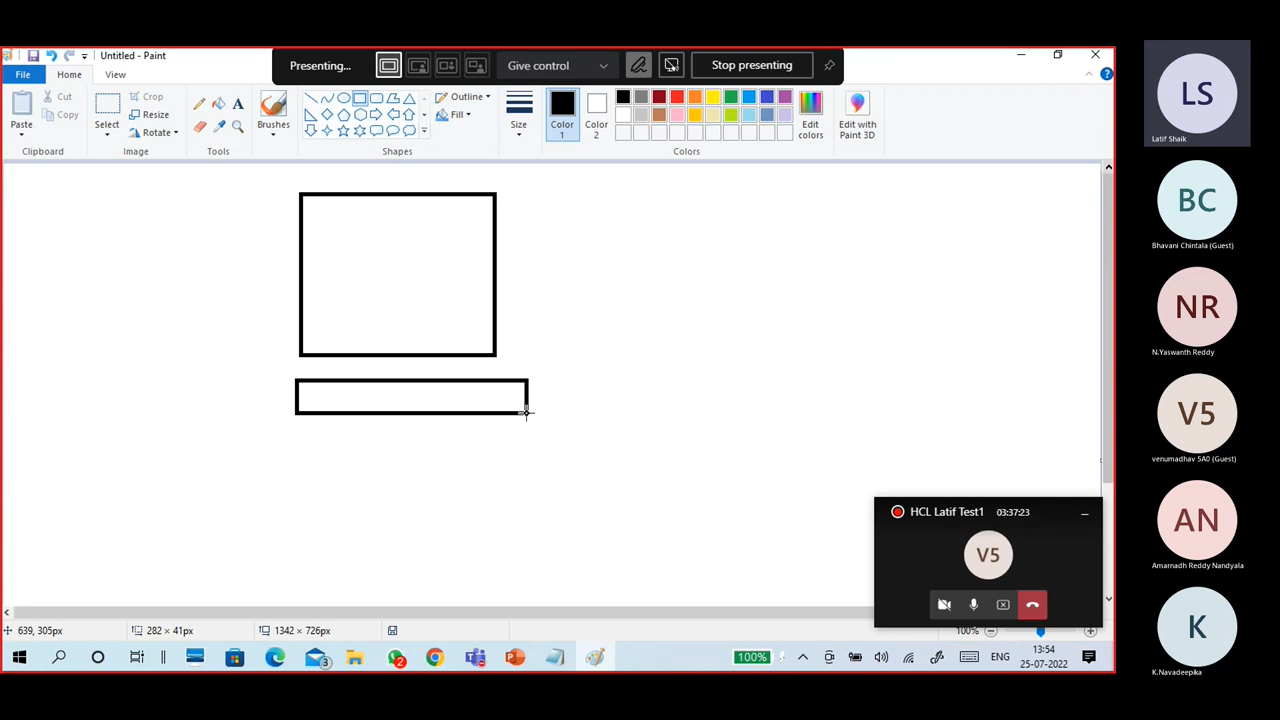 Untitled - Paint
Presenting...
Give control
Stop presenting
File
Home
View
Paste
Cut
Copy
Clipboard
Select
Crop
Resize
Rotate
Image
A
Tools
Brushes
Outline
Fill
Shapes
Size
Color
1
Color
2
Edit
colors
Edit with
Paint 3D
Colors
LS
Latif Shaik
BC
Bhavani Chintala (Guest)
NR
N.Yaswanth Reddy
V5
venumadhav 5A0 (Guest)
AN
Amarnadh Reddy Nandyala
K
K.Navadeepika
HCL Latif Test1 03:37:23
V5
639, 305px
282 × 41px
1342 × 726px
100%
3
2
100%
ENG
13:54
25-07-2022